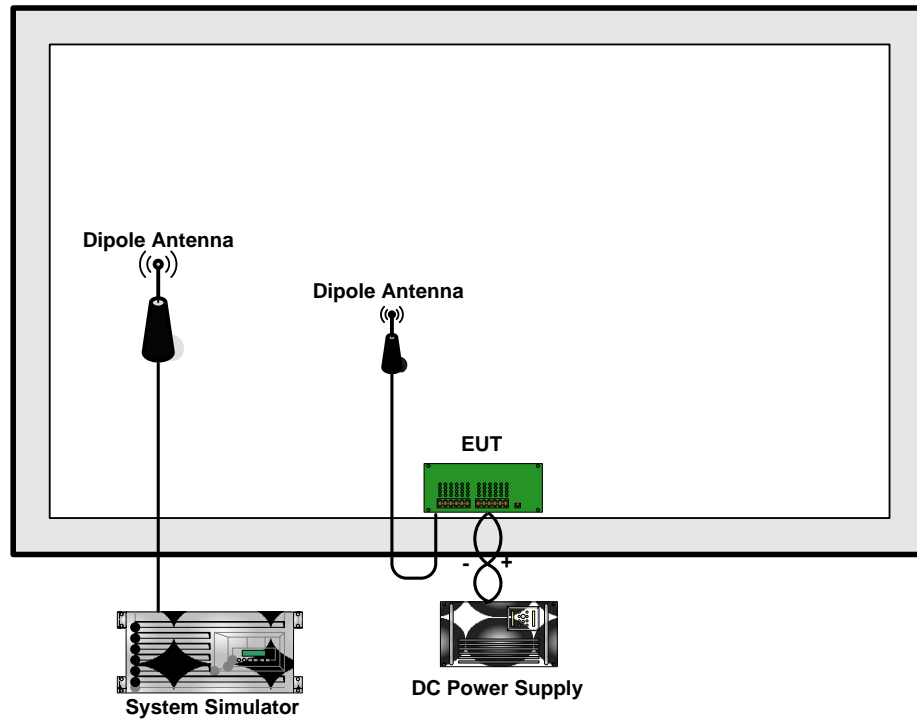 Dipole Antenna
Dipole Antenna
EUT
- +
DC Power Supply
System Simulator